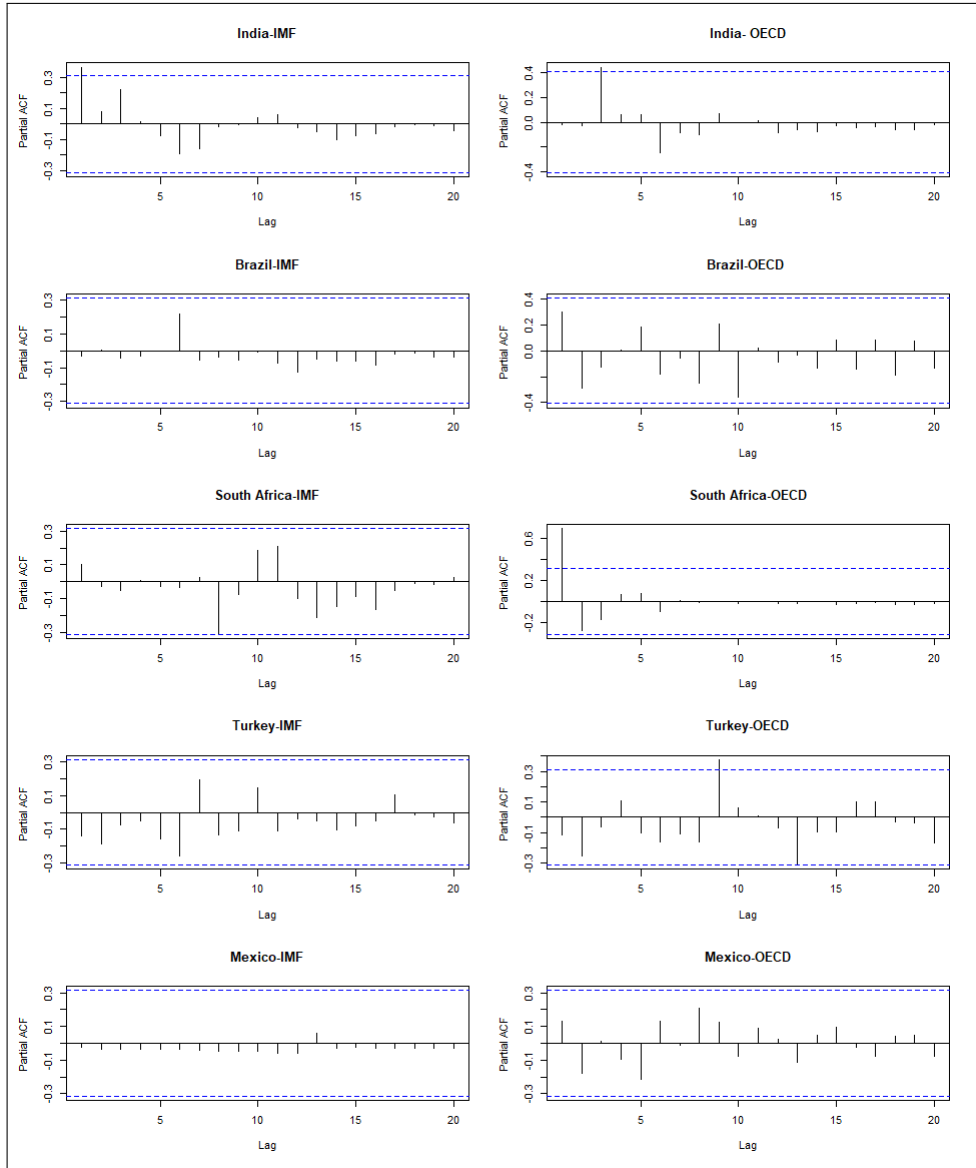 India-IMF
Partial ACF
0.3
0.1
-0.1
-0.3
5 10 15 20
Lag
India- OECD
Partial ACF
0.4
0.2
0.0
-0.4
5 10 15 20
Lag
Brazil-IMF
Partial ACF
0.3
0.1
-0.1
-0.3
5 10 15 20
Lag
Brazil-OECD
Partial ACF
0.4
0.2
0.0
-0.4
5 10 15 20
Lag
South Africa-IMF
Partial ACF
0.3
0.1
-0.1
-0.3
5 10 15 20
Lag
South Africa-OECD
Partial ACF
0.6
0.2
-0.2
5 10 15 20
Lag
Turkey-IMF
Partial ACF
0.3
0.1
-0.1
-0.3
5 10 15 20
Lag
Turkey-OECD
Partial ACF
0.3
0.1
-0.1
-0.3
5 10 15 20
Lag
Mexico-IMF
Partial ACF
0.3
0.1
-0.1
-0.3
5 10 15 20
Lag
Mexico-OECD
Partial ACF
0.3
0.1
-0.1
-0.3
5 10 15 20
Lag